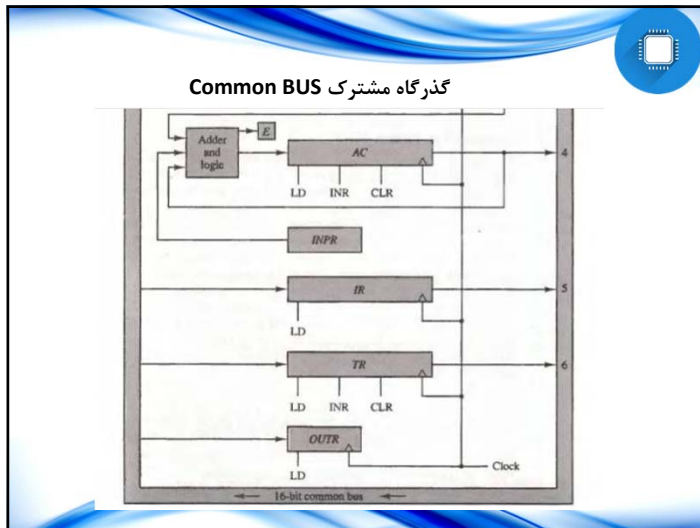 گذرگاه مشترک Common BUS
Adder and logic
E
AC
4
LD INR CLR
INPR
IR
5
LD
TR
6
LD INR CLR
OUTR
LD
Clock
16-bit common bus